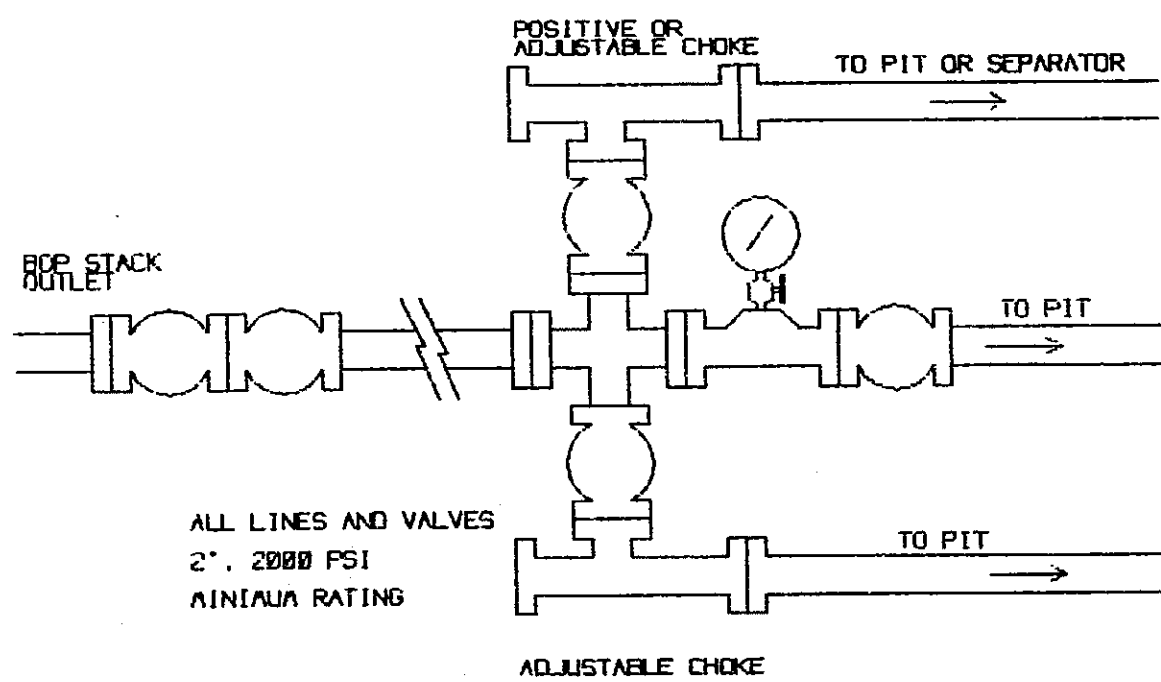 POSITIVE OR
ADJUSTABLE CHOKE
TO PIT OR SEPARATOR
BOP STACK
OUTLET
TO PIT
ALL LINES AND VALVES
2", 2000 PSI
MINIMUM RATING
TO PIT
ADJUSTABLE CHOKE